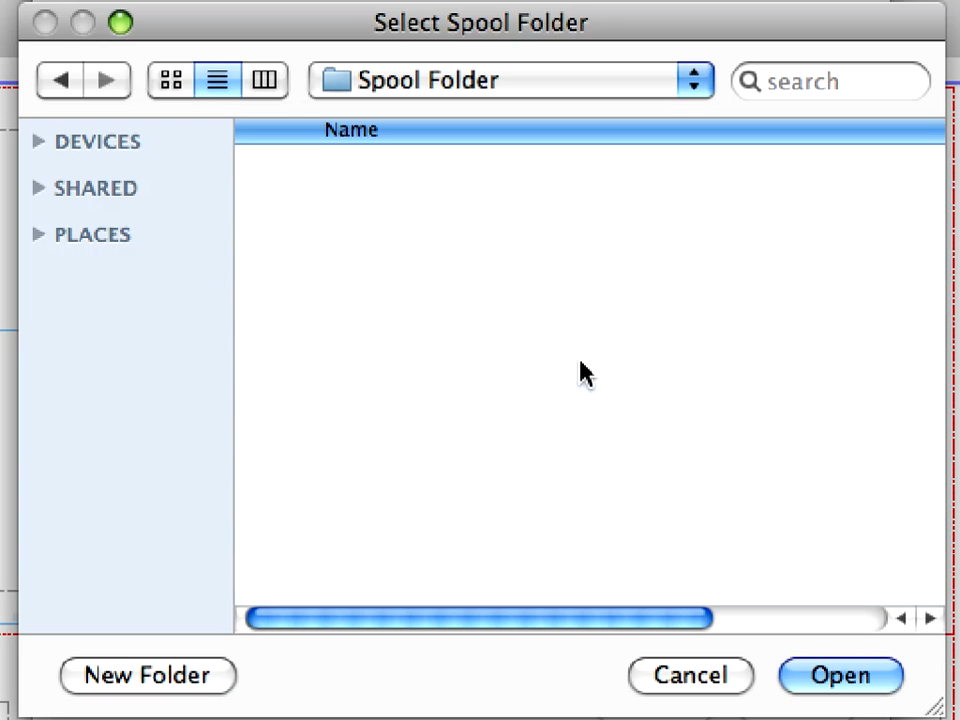 Select Spool Folder
Spool Folder
search
DEVICES
SHARED
PLACES
Name
New Folder
Cancel
Open